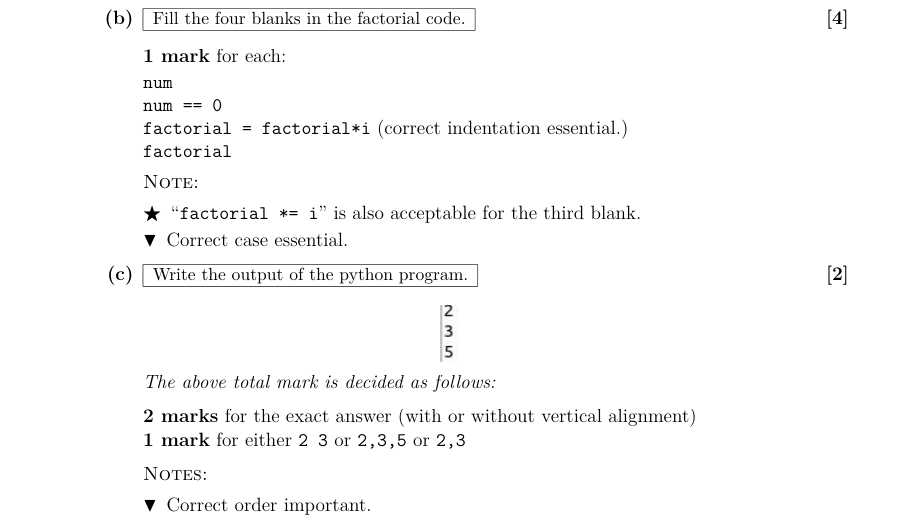 (b) Fill the four blanks in the factorial code. [4]
1 mark for each:
num
num == 0
factorial = factorial*i (correct indentation essential.)
factorial
NOTE:
★ “factorial *= i” is also acceptable for the third blank.
▼ Correct case essential.
(c) Write the output of the python program. [2]
2
3
5
The above total mark is decided as follows:
2 marks for the exact answer (with or without vertical alignment)
1 mark for either 2 3 or 2,3,5 or 2,3
NOTES:
▼ Correct order important.